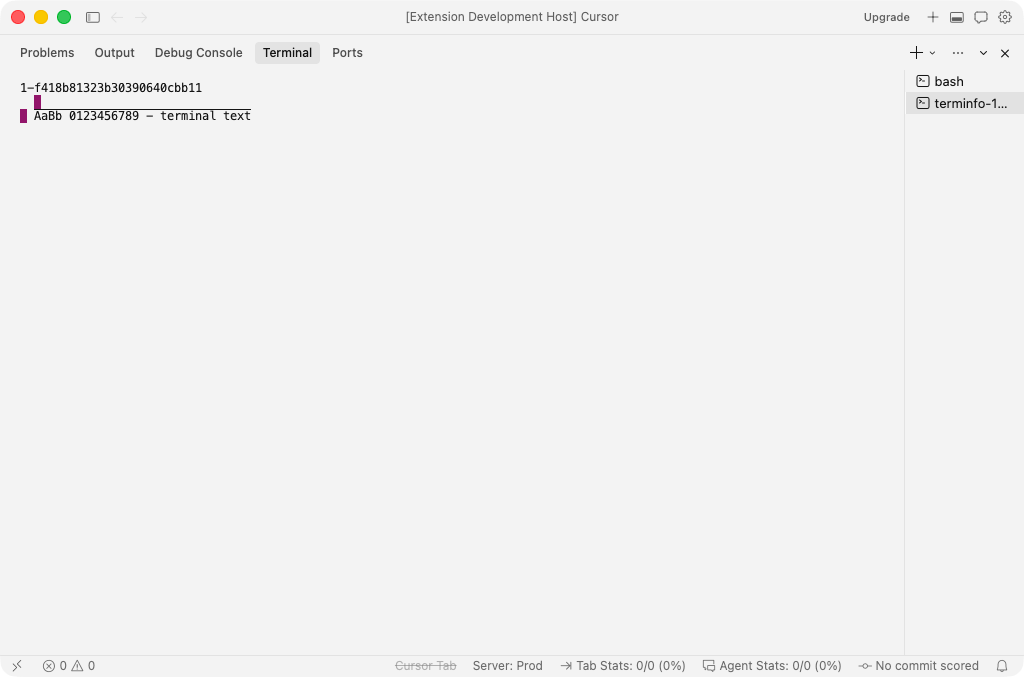 [Extension Development Host] Cursor
Upgrade
Problems Output Debug Console Terminal Ports
1-f418b81323b30390640cbb11
AaBb 0123456789 - terminal text
bash
terminfo-1...
0 0 Cursor Tab Server: Prod Tab Stats: 0/0 (0%) Agent Stats: 0/0 (0%) No commit scored